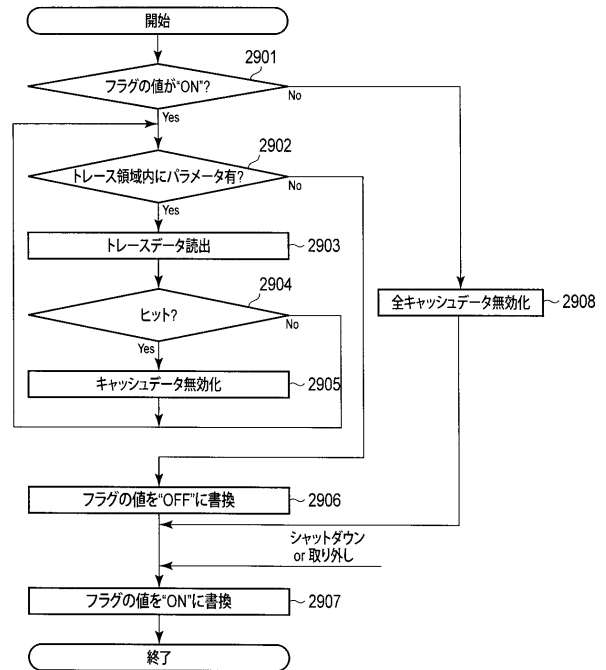 開始
2901
フラグの値が“ON”?
No
Yes
2902
トレース領域内にパラメータ有?
No
Yes
トレースデータ読出
2903
2904
ヒット?
No
Yes
全キャッシュデータ無効化
2908
キャッシュデータ無効化
2905
フラグの値を“OFF”に書換
2906
シャットダウン
or 取り外し
フラグの値を“ON”に書換
2907
終了